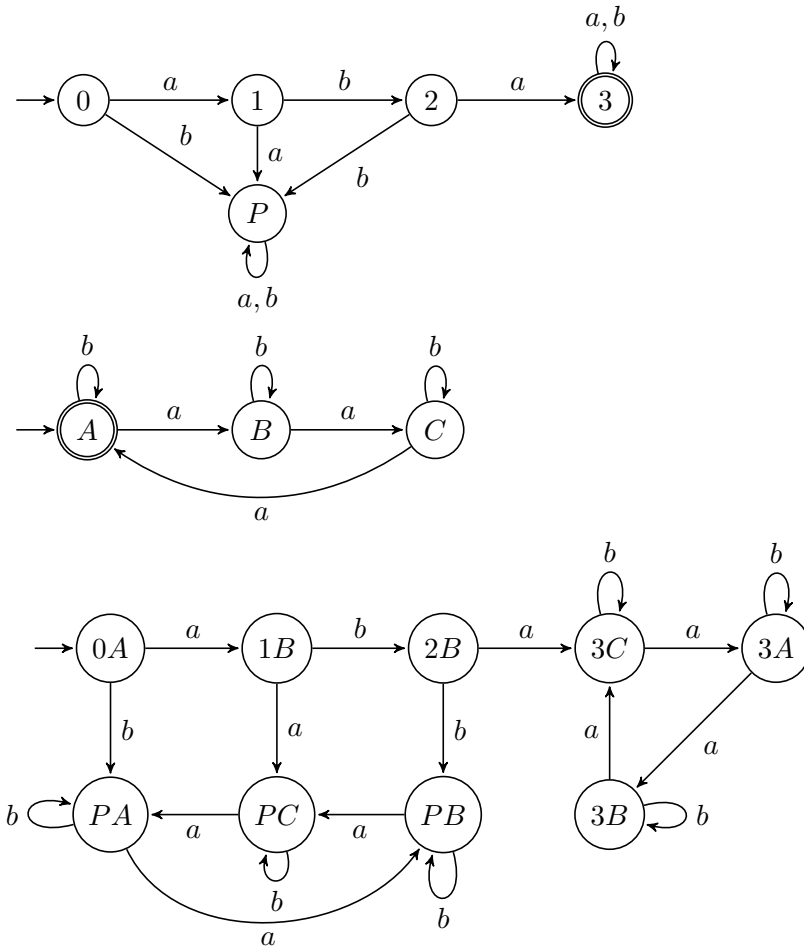 a, b
0 a 1 b 2 a 3
b a b
P
a, b
b b b
A a B a C
a
b b
0A a 1B b 2B a 3C a 3A
b a b a a
b PA a PC a PB 3B b
b b
a